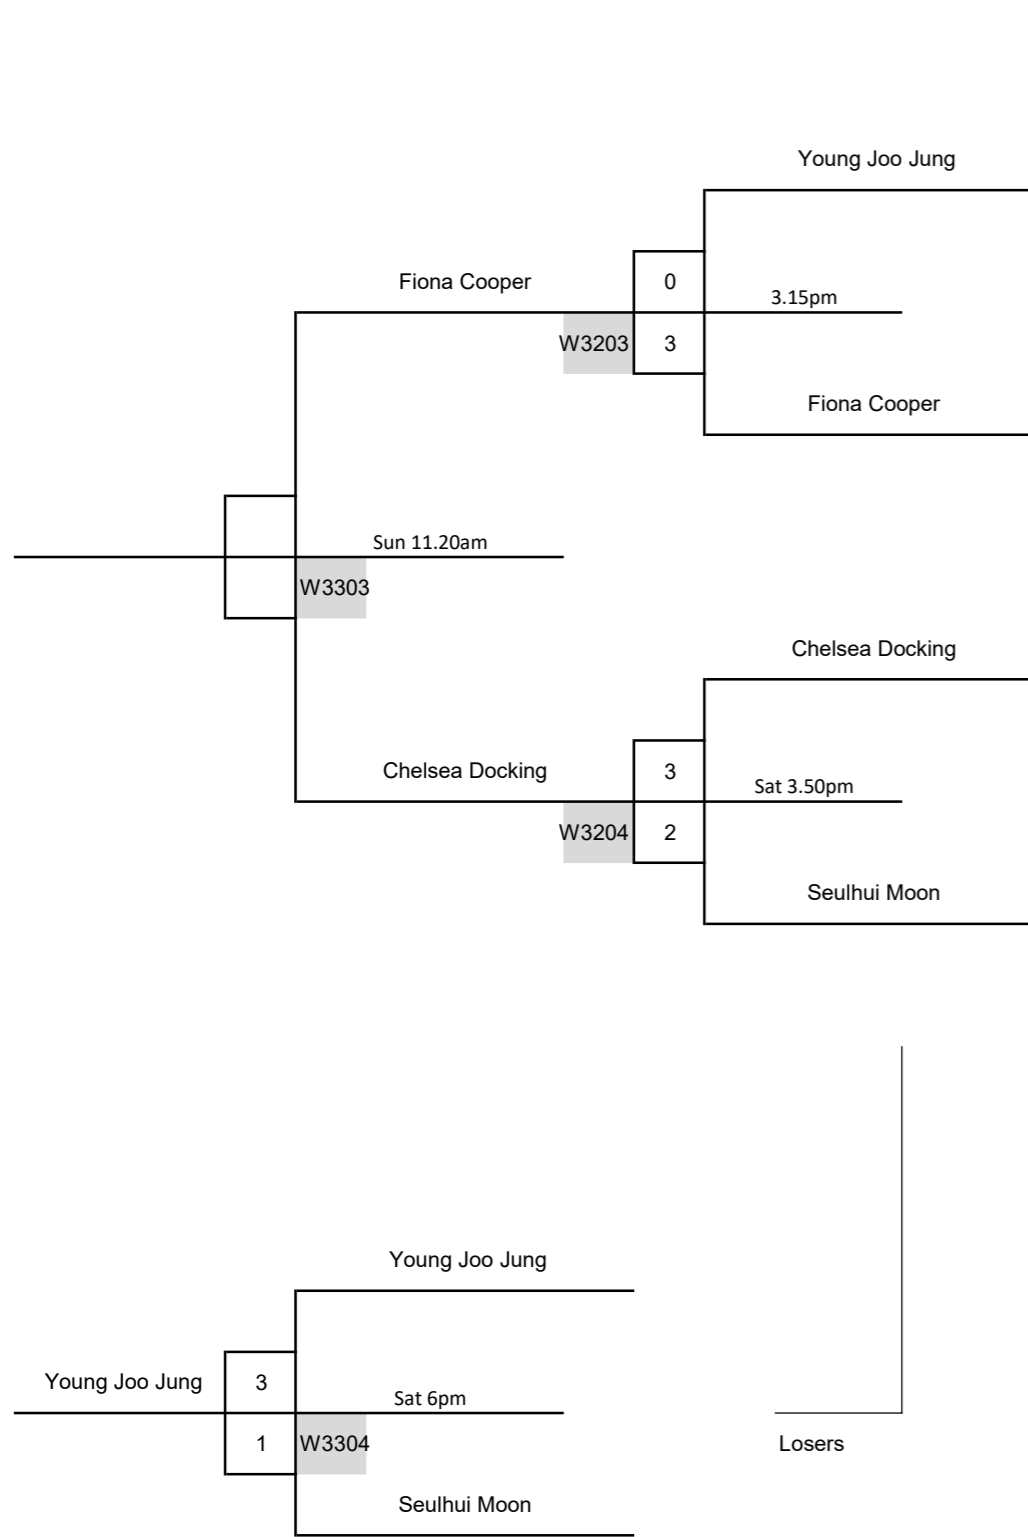 Young Joo Jung
Fiona Cooper
0
3.15pm
W3203
3
Fiona Cooper
Sun 11.20am
W3303
Chelsea Docking
Chelsea Docking
3
Sat 3.50pm
W3204
2
Seulhui Moon
Young Joo Jung
Young Joo Jung
3
Sat 6pm
1
W3304
Losers
Seulhui Moon